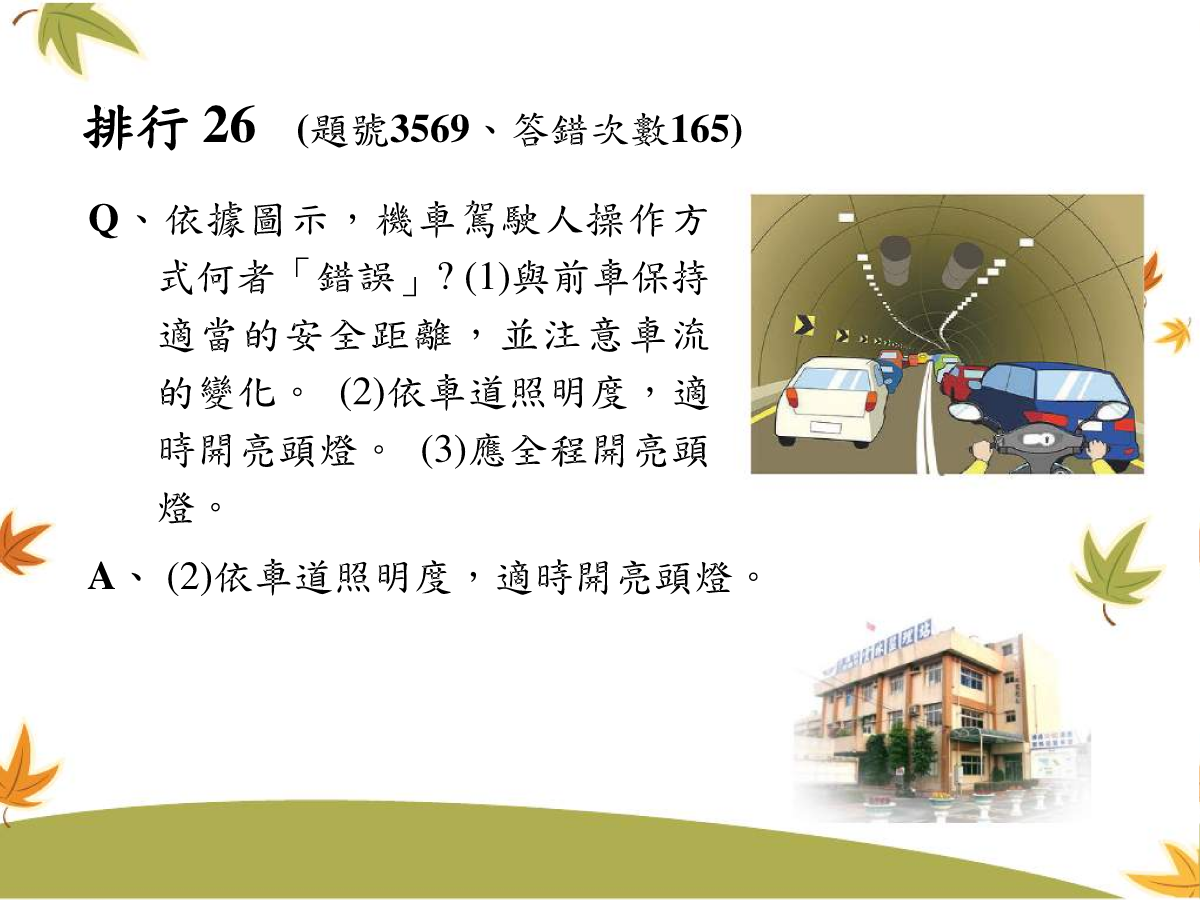 排行 26 (題號3569、答錯次數165)
Q、依據圖示，機車駕駛人操作方
式何者「錯誤」? (1)與前車保持
適當的安全距離，並注意車流
的變化。 (2)依車道照明度，適
時開亮頭燈。 (3)應全程開亮頭
燈。
A、 (2)依車道照明度，適時開亮頭燈。
監理站